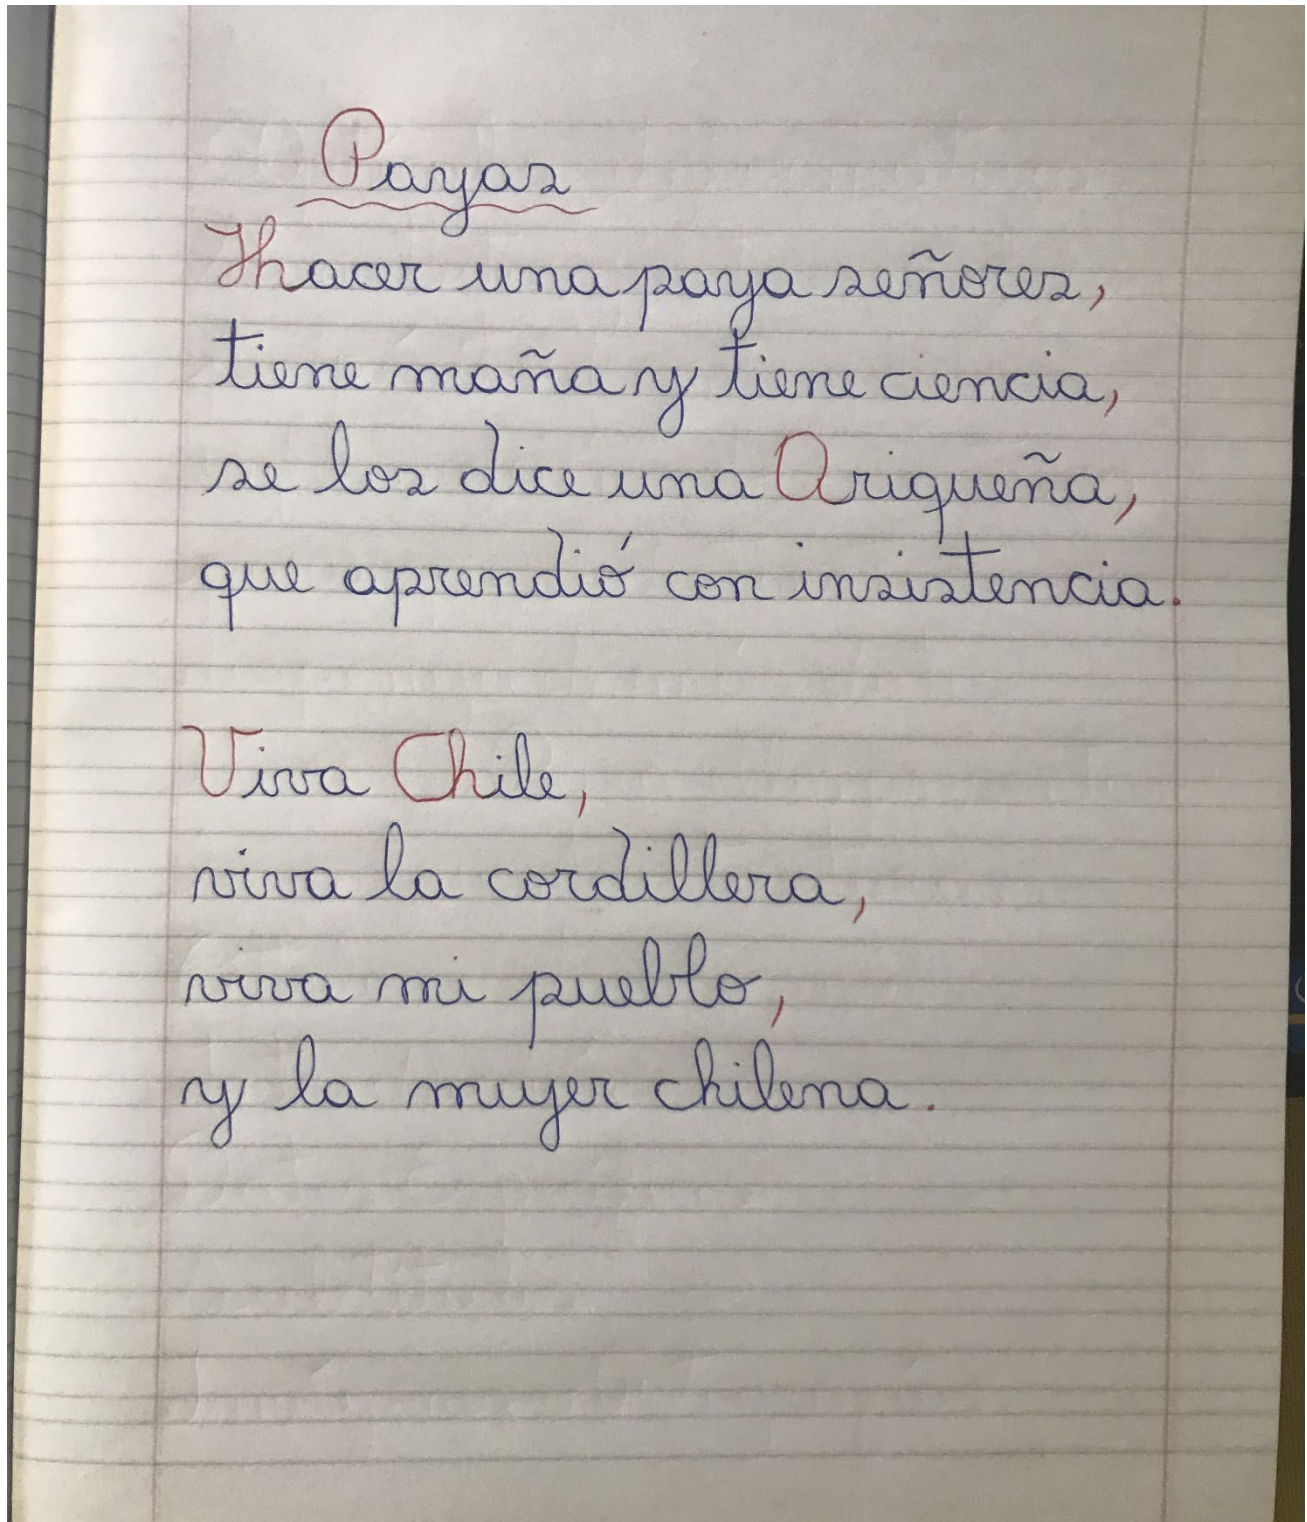 Payas
Hacer una paya señores,
tiene maña y tiene ciencia,
se los dice una Ariqueña,
que aprendió con insistencia.
Viva Chile,
viva la cordillera,
viva mi pueblo,
y la mujer chilena.